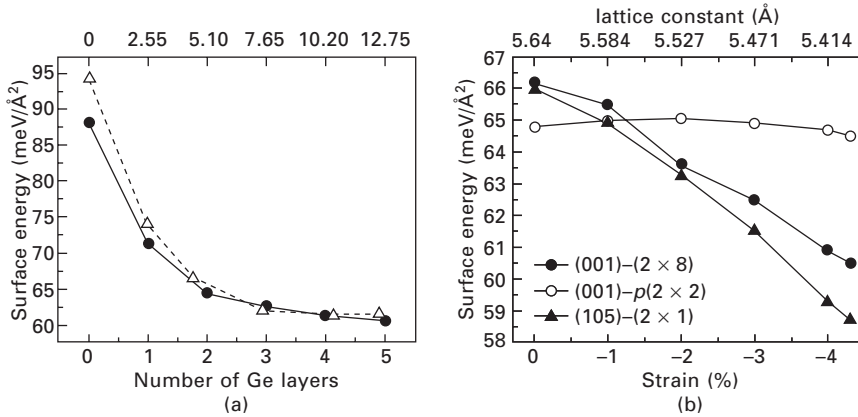 0 2.55 5.10 7.65 10.20 12.75
95
90
85
80
75
70
65
60
Surface energy (meV/Å²)
0 1 2 3 4 5
Number of Ge layers
(a)
lattice constant (Å)
5.64 5.584 5.527 5.471 5.414
67
66
65
64
63
62
61
60
59
58
Surface energy (meV/Å²)
(001)–(2 × 8)
(001)–p(2 × 2)
(105)–(2 × 1)
0 –1 –2 –3 –4
Strain (%)
(b)